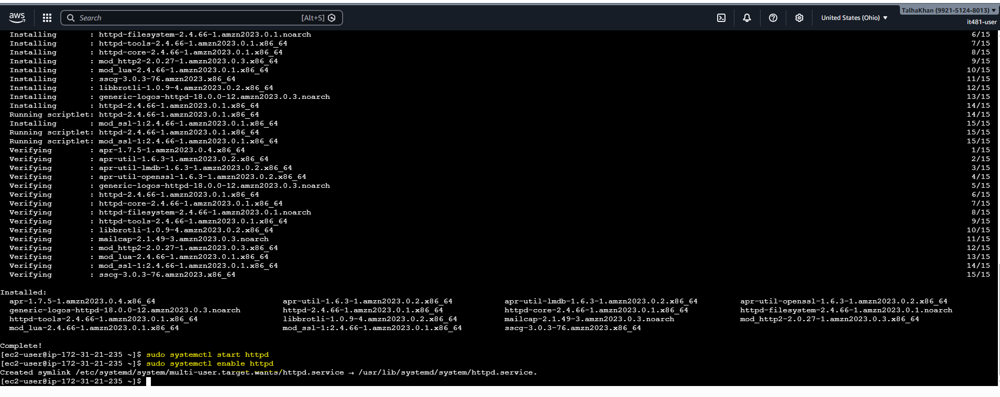 aws
Search [Alt+S]
United States (Ohio) ▼
TalhaKhan (9921-5124-8013) ▼
it481-user
Installing : httpd-filesystem-2.4.66-1.amzn2023.0.1.noarch 6/15
Installing : httpd-tools-2.4.66-1.amzn2023.0.1.x86_64 7/15
Installing : httpd-core-2.4.66-1.amzn2023.0.1.x86_64 8/15
Installing : mod_http2-2.0.27-1.amzn2023.0.3.x86_64 9/15
Installing : mod_lua-2.4.66-1.amzn2023.0.1.x86_64 10/15
Installing : sscg-3.0.3-76.amzn2023.x86_64 11/15
Installing : libbrotli-1.0.9-4.amzn2023.0.2.x86_64 12/15
Installing : generic-logos-httpd-18.0.0-12.amzn2023.0.3.noarch 13/15
Installing : httpd-2.4.66-1.amzn2023.0.1.x86_64 14/15
Running scriptlet: httpd-2.4.66-1.amzn2023.0.1.x86_64 14/15
Installing : mod_ssl-1:2.4.66-1.amzn2023.0.1.x86_64 15/15
Running scriptlet: httpd-2.4.66-1.amzn2023.0.1.x86_64 15/15
Running scriptlet: mod_ssl-1:2.4.66-1.amzn2023.0.1.x86_64 15/15
Verifying : apr-1.7.5-1.amzn2023.0.4.x86_64 1/15
Verifying : apr-util-1.6.3-1.amzn2023.0.2.x86_64 2/15
Verifying : apr-util-lmdb-1.6.3-1.amzn2023.0.2.x86_64 3/15
Verifying : apr-util-openssl-1.6.3-1.amzn2023.0.2.x86_64 4/15
Verifying : generic-logos-httpd-18.0.0-12.amzn2023.0.3.noarch 5/15
Verifying : httpd-2.4.66-1.amzn2023.0.1.x86_64 6/15
Verifying : httpd-core-2.4.66-1.amzn2023.0.1.x86_64 7/15
Verifying : httpd-filesystem-2.4.66-1.amzn2023.0.1.noarch 8/15
Verifying : httpd-tools-2.4.66-1.amzn2023.0.1.x86_64 9/15
Verifying : libbrotli-1.0.9-4.amzn2023.0.2.x86_64 10/15
Verifying : mailcap-2.1.49-3.amzn2023.0.3.noarch 11/15
Verifying : mod_http2-2.0.27-1.amzn2023.0.3.x86_64 12/15
Verifying : mod_lua-2.4.66-1.amzn2023.0.1.x86_64 13/15
Verifying : mod_ssl-1:2.4.66-1.amzn2023.0.1.x86_64 14/15
Verifying : sscg-3.0.3-76.amzn2023.x86_64 15/15
Installed:
apr-1.7.5-1.amzn2023.0.4.x86_64 apr-util-1.6.3-1.amzn2023.0.2.x86_64 apr-util-lmdb-1.6.3-1.amzn2023.0.2.x86_64 apr-util-openssl-1.6.3-1.amzn2023.0.2.x86_64
generic-logos-httpd-18.0.0-12.amzn2023.0.3.noarch httpd-2.4.66-1.amzn2023.0.1.x86_64 httpd-core-2.4.66-1.amzn2023.0.1.x86_64 httpd-filesystem-2.4.66-1.amzn2023.0.1.noarch
httpd-tools-2.4.66-1.amzn2023.0.1.x86_64 libbrotli-1.0.9-4.amzn2023.0.2.x86_64 mailcap-2.1.49-3.amzn2023.0.3.noarch mod_http2-2.0.27-1.amzn2023.0.3.x86_64
mod_lua-2.4.66-1.amzn2023.0.1.x86_64 mod_ssl-1:2.4.66-1.amzn2023.0.1.x86_64 sscg-3.0.3-76.amzn2023.x86_64
Complete!
[ec2-user@ip-172-31-21-235 ~]$ sudo systemctl start httpd
[ec2-user@ip-172-31-21-235 ~]$ sudo systemctl enable httpd
Created symlink /etc/systemd/system/multi-user.target.wants/httpd.service → /usr/lib/systemd/system/httpd.service.
[ec2-user@ip-172-31-21-235 ~]$